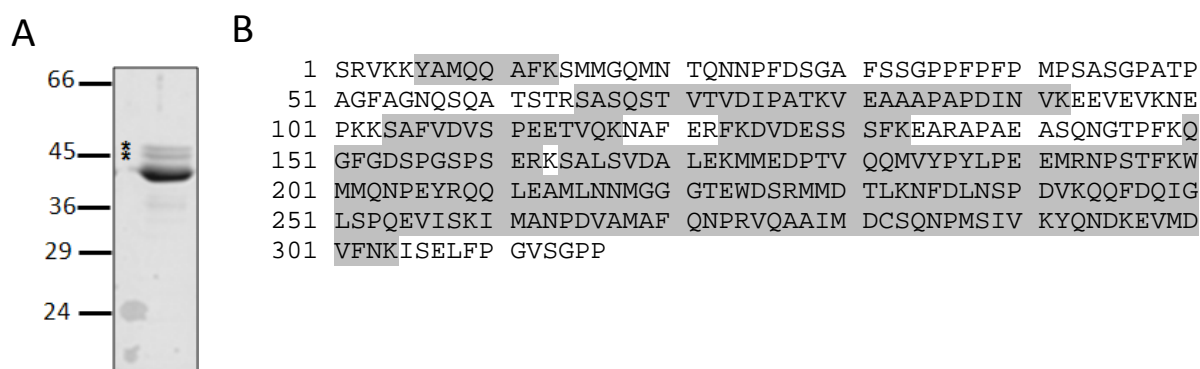 A
66
**
45
36
29
24
B
1 SRVKKYAMQQ AFKSMMGQMN TQNNPFDSGA FSSGPPFPFP MPSASGPATP
51 AGFAGNQSQA TSTRSASQST VTVDIPATKV EAAAPAPDINV VKEEVEVKNE
101 PKKSAFVDVS PEETVQKNAF ERFKDVDESS SFKEARAPAE ASQNGTPFKQ
151 GFGDSPGSPS ERKSALSVDA LEKMMEDPTV QQMVYPYLPE EMRNPSTFKW
201 MMQNPEYRQQ LEAMLNNMGG GTEWDSRMMD TLKNFDLNSP DVKQQFDQIG
251 LSPQEVISKI MANPDVAMAF QNPRVQAAIM DCSQNPMSIV KYQNDKEVMD
301 VFNKISELFP GVSGPP